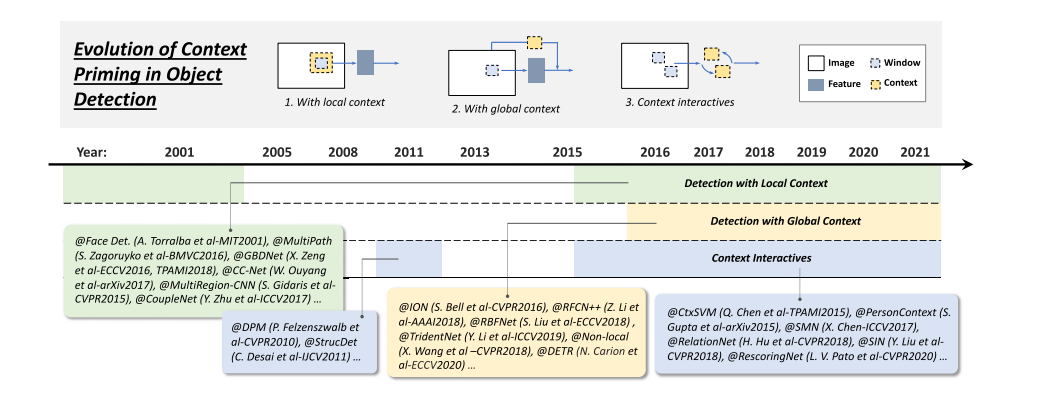 Evolution of Context
Priming in Object
Detection
1. With local context
2. With global context
3. Context interactives
Image
Window
Feature
Context
Year: 2001 2005 2008 2011 2013 2015 2016 2017 2018 2019 2020 2021
Detection with Local Context
Detection with Global Context
Context Interactives
@Face Det. (A. Torralba et al-MIT2001), @MultiPath
(S. Zagoruyko et al-BMVC2016), @GBDNet (X. Zeng
et al-ECCV2016, TPAMI2018), @CC-Net (W. Ouyang
et al-arXiv2017), @MultiRegion-CNN (S. Gidaris et al-
CVPR2015), @CoupleNet (Y. Zhu et al-ICCV2017) …
@DPM (P. Felzenszwalb et
al-CVPR2010), @StrucDet
(C. Desai et al-IJCV2011) …
@ION (S. Bell et al-CVPR2016), @RFCN++ (Z. Li et
al-AAAI2018), @RBFNet (S. Liu et al-ECCV2018) ,
@TridentNet (Y. Li et al-ICCV2019), @Non-local
(X. Wang et al –CVPR2018), @DETR (N. Carion et
al-ECCV2020) …
@CtxSVM (Q. Chen et al-TPAMI2015), @PersonContext (S.
Gupta et al-arXiv2015), @SMN (X. Chen-ICCV2017),
@RelationNet (H. Hu et al-CVPR2018), @SIN (Y. Liu et al-
CVPR2018), @RescoringNet (L. V. Pato et al-CVPR2020) …